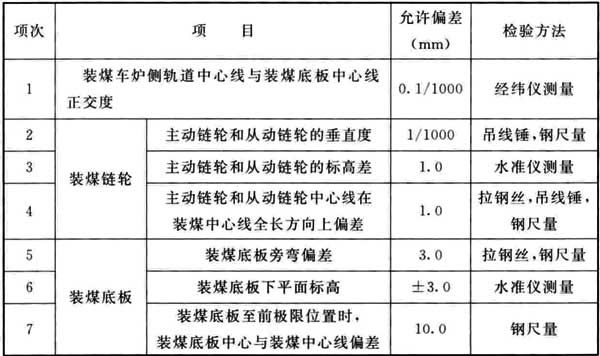 项次 项 目 允许偏差（mm） 检验方法
1 装煤车炉侧轨道中心线与装煤底板中心线
正交度 0.1/1000 经纬仪测量
2 装煤链轮 主动链轮和从动链轮的垂直度 1/1000 吊线锤,钢尺量
3 主动链轮和从动链轮的标高差 1.0 水准仪测量
4 主动链轮和从动链轮中心线在
装煤中心线全长方向上偏差 1.0 拉钢丝,吊线锤,
钢尺量
5 装煤底板 装煤底板旁弯偏差 3.0 拉钢丝,钢尺量
6 装煤底板下平面标高 ±3.0 水准仪测量
7 装煤底板至前极限位置时,
装煤底板中心与装煤中心线偏差 10.0 钢尺量